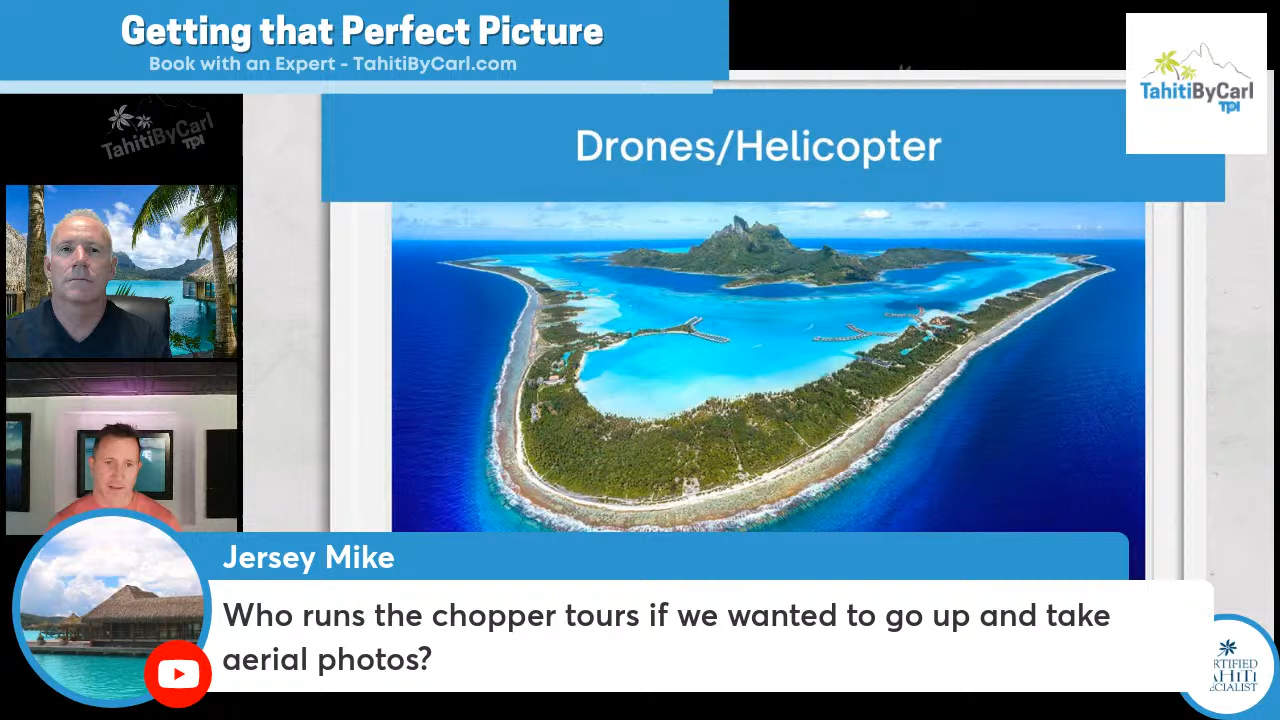 Getting that Perfect Picture
Book with an Expert - TahitiByCarl.com
TahitiByCarl
TPI
TahitiByCarl
TPI
Drones/Helicopter
Jersey Mike
Who runs the chopper tours if we wanted to go up and take
aerial photos?